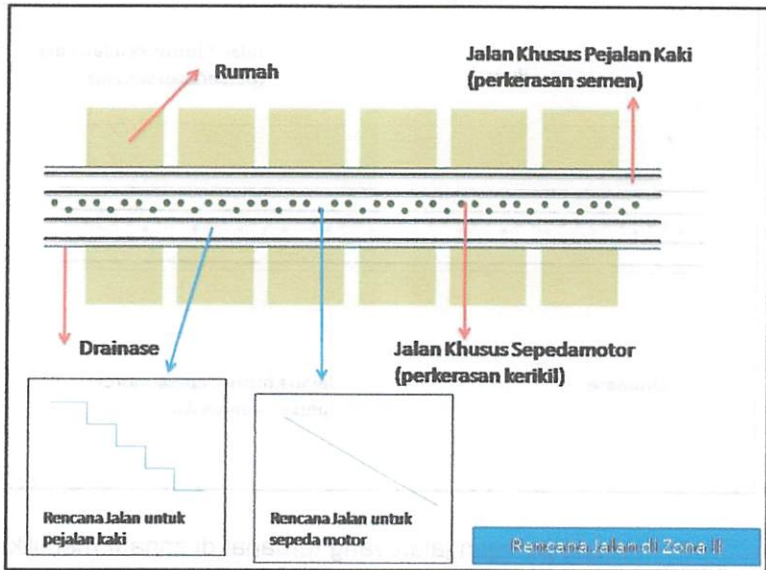 Rumah
Jalan Khusus Pejalan Kaki
(perkerasan semen)
Drainase
Jalan Khusus Sepedamotor
(perkerasan kerikil)
Rencana Jalan untuk
pejalan kaki
Rencana Jalan untuk
sepeda motor
Rencana Jalan di Zona II